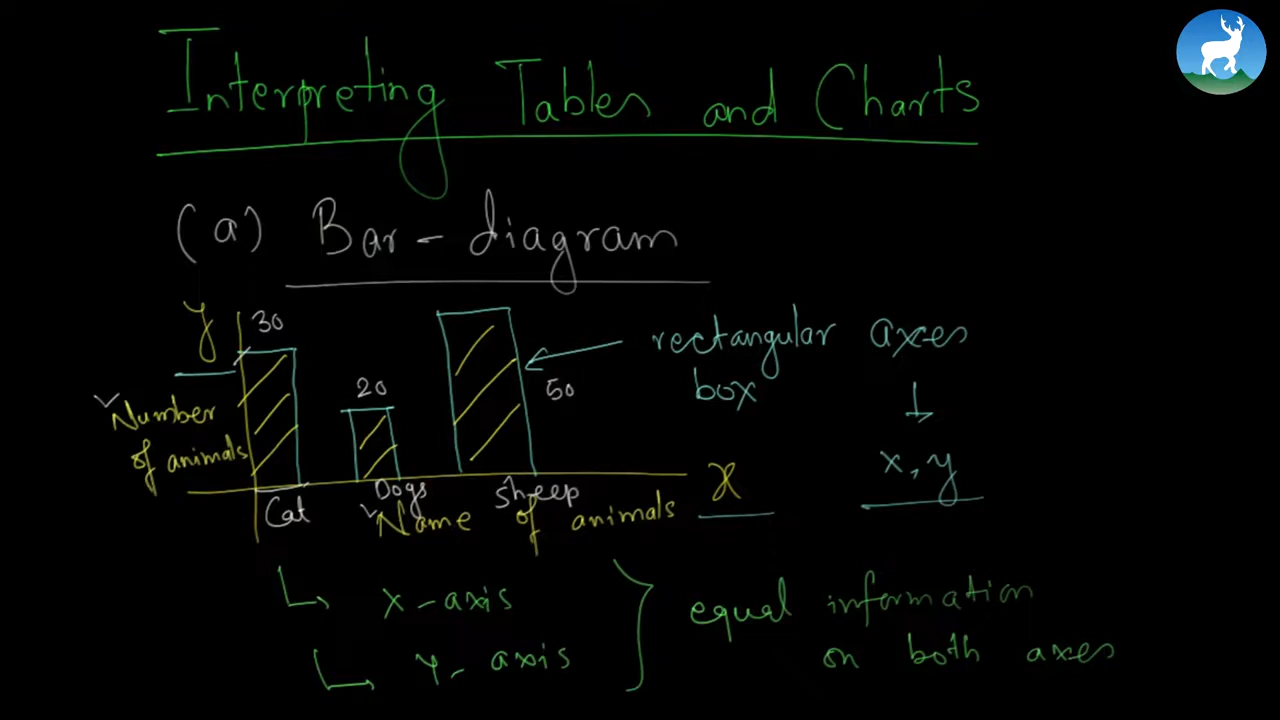 Interpreting Tables and Charts
(a) Bar-diagram
y
30
20
50
rectangular axes
box
x, y
Number
of animals
Cat
Dogs
Sheep
x
Name of animals
X-axis
Y-axis
equal information
on both axes